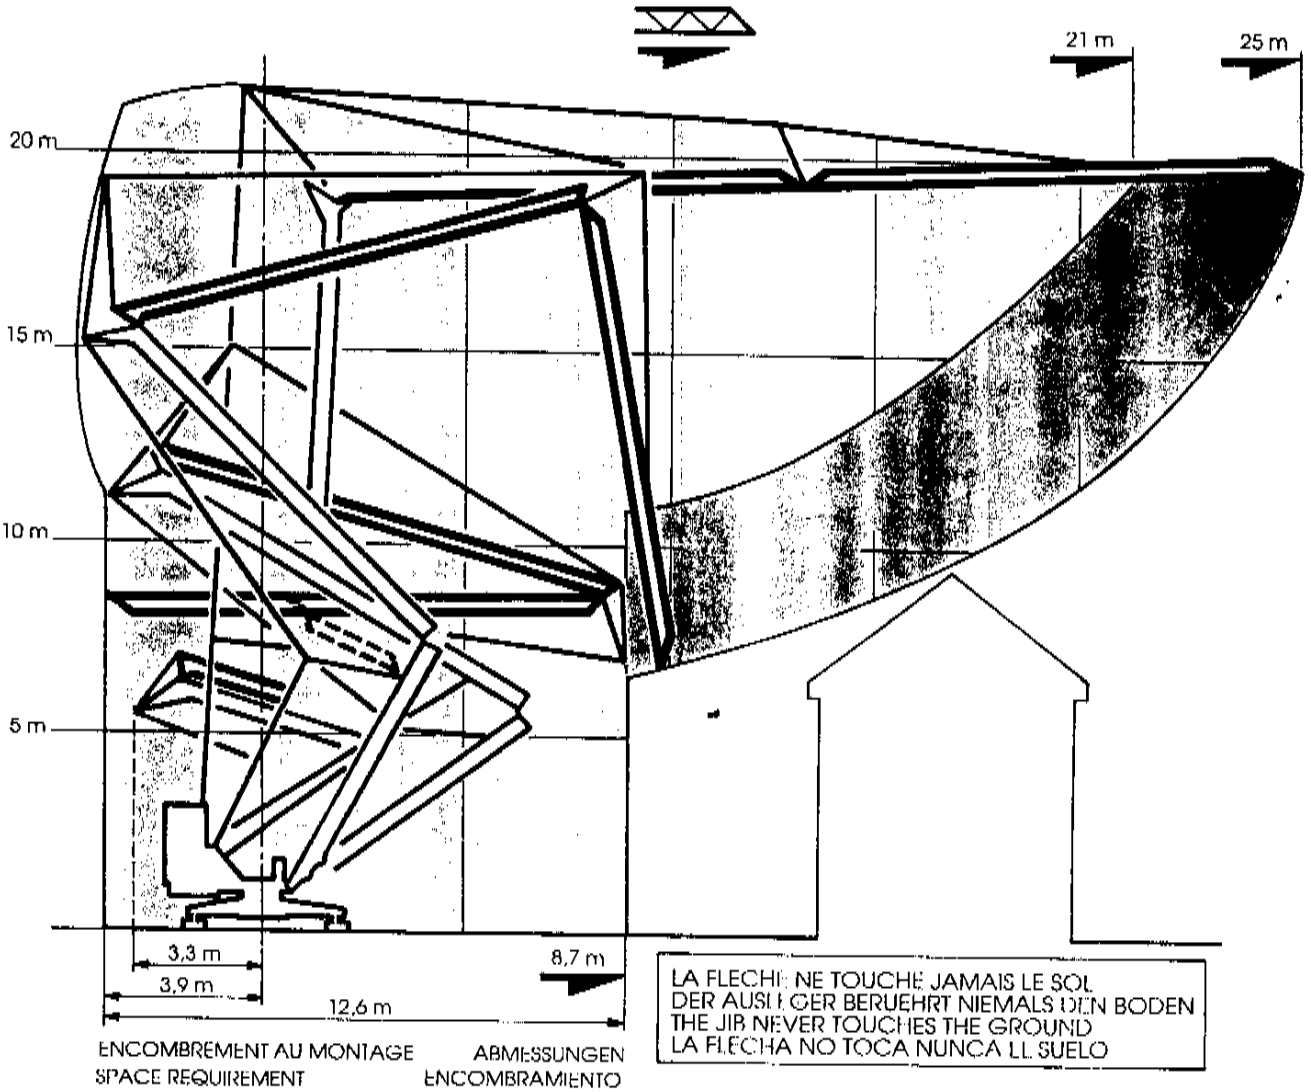 21 m
25 m
20 m
15 m
10 m
5 m
3,3 m
8,7 m
3,9 m
12,6 m
LA FLECHE NE TOUCHE JAMAIS LE SOL
DER AUSLEGER BERUEHRT NIEMALS DEN BODEN
THE JIB NEVER TOUCHES THE GROUND
LA FLECHA NO TOCA NUNCA EL SUELO
ENCOMBREMENT AU MONTAGE ABMESSUNGEN
SPACE REQUIREMENT ENCOMBRAMIENTO